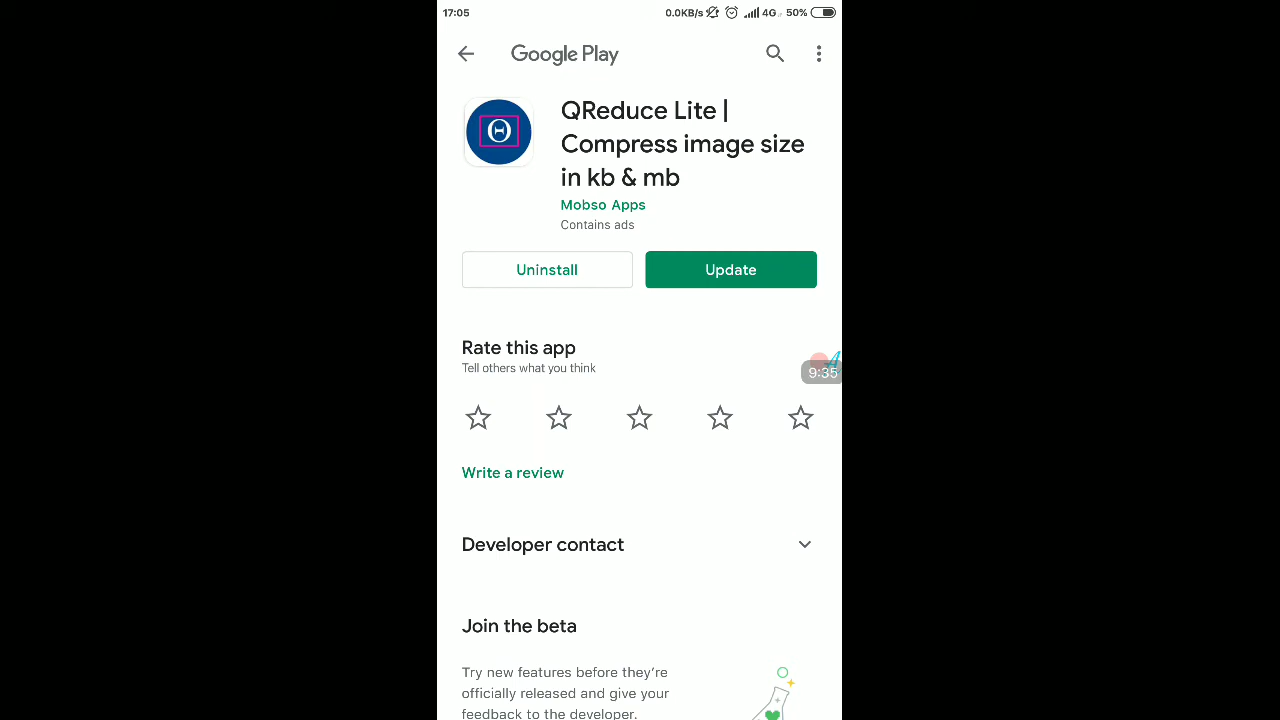 17:05
0.0KB/s 4G 50%
Google Play
QReduce Lite |
Compress image size
in kb & mb
Mobso Apps
Contains ads
Uninstall Update
Rate this app
Tell others what you think
9:35
Write a review
Developer contact
Join the beta
Try new features before they're
officially released and give your
feedback to the developer.